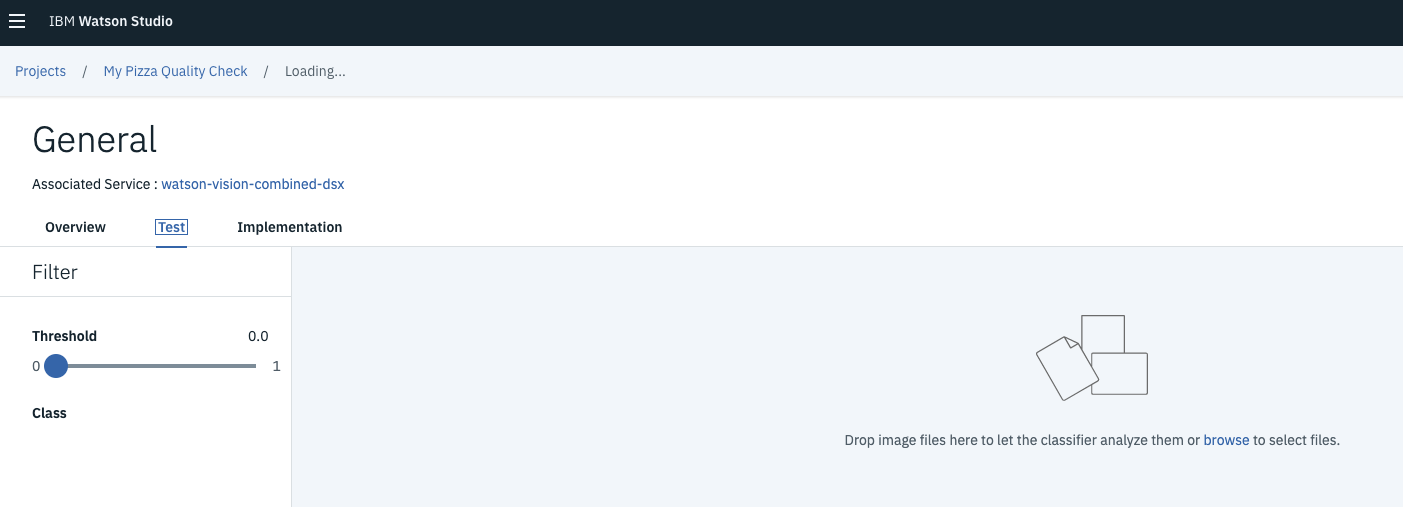 IBM Watson Studio
Projects / My Pizza Quality Check / Loading...
General
Associated Service : watson-vision-combined-dsx
Overview Test Implementation
Filter
Threshold 0.0
0 1
Class
Drop image files here to let the classifier analyze them or browse to select files.